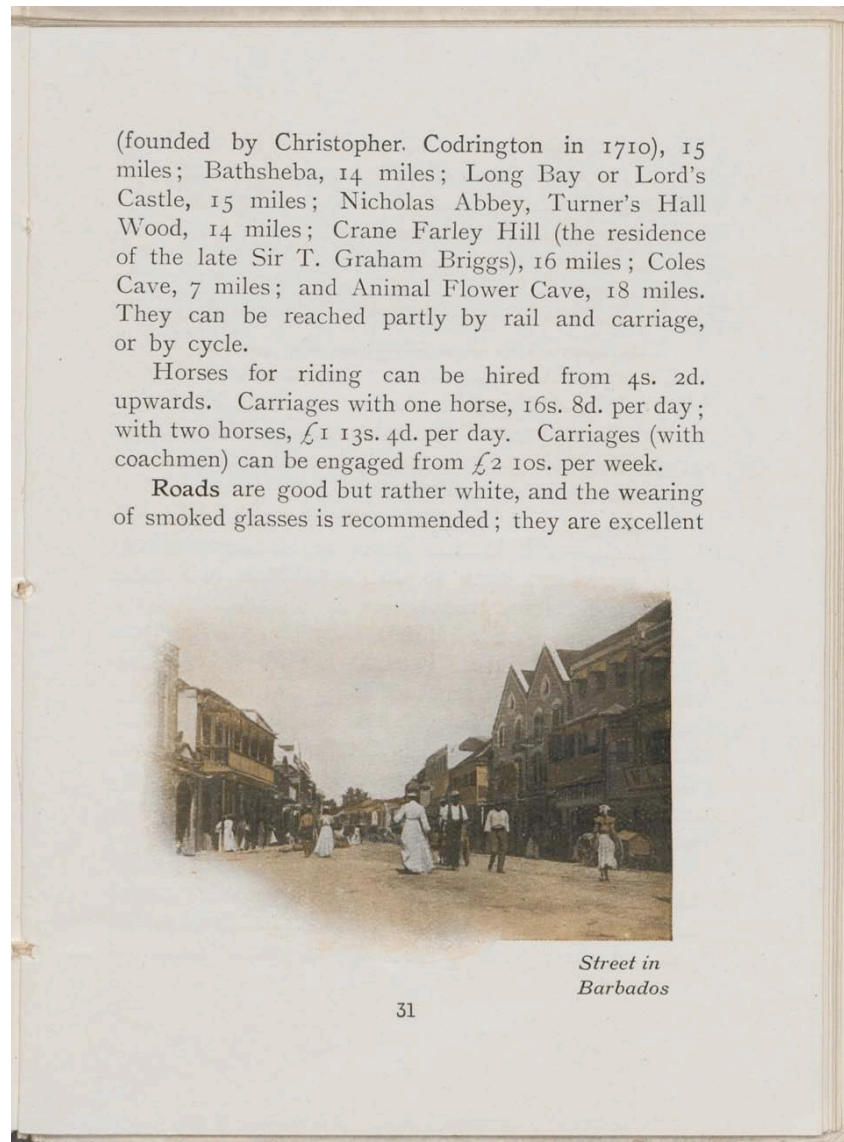 (founded by Christopher. Codrington in 1710), 15
miles; Bathsheba, 14 miles; Long Bay or Lord's
Castle, 15 miles; Nicholas Abbey, Turner's Hall
Wood, 14 miles; Crane Farley Hill (the residence
of the late Sir T. Graham Briggs), 16 miles; Coles
Cave, 7 miles; and Animal Flower Cave, 18 miles.
They can be reached partly by rail and carriage,
or by cycle.
Horses for riding can be hired from 4s. 2d.
upwards. Carriages with one horse, 16s. 8d. per day;
with two horses, £1 13s. 4d. per day. Carriages (with
coachmen) can be engaged from £2 10s. per week.
Roads are good but rather white, and the wearing
of smoked glasses is recommended; they are excellent
Street in
Barbados
31